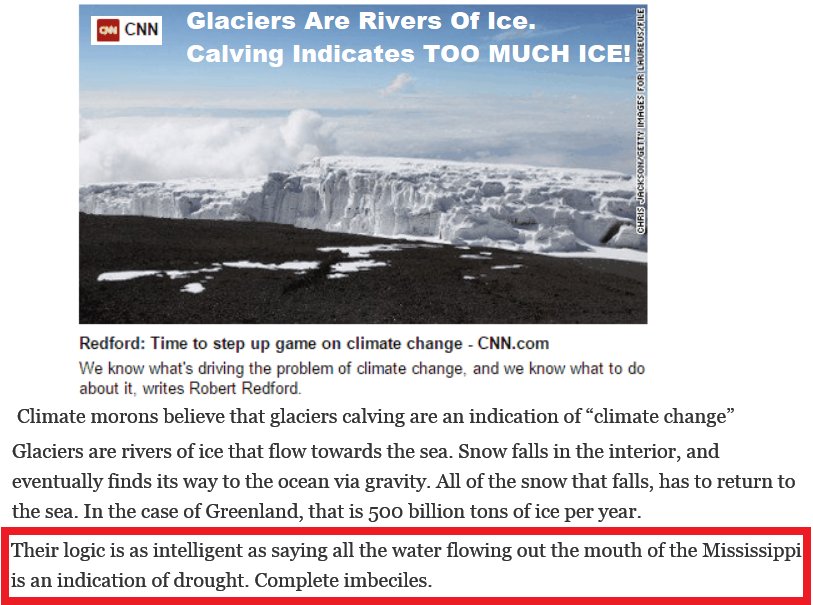 Glaciers Are Rivers Of Ice.
CNN CNN
Calving Indicates TOO MUCH ICE!
CHRIS JACKSON/GETTY IMAGES FOR LAUREUS/FILE
Redford: Time to step up game on climate change - CNN.com
We know what's driving the problem of climate change, and we know what to do
about it, writes Robert Redford.
Climate morons believe that glaciers calving are an indication of “climate change”
Glaciers are rivers of ice that flow towards the sea. Snow falls in the interior, and
eventually finds its way to the ocean via gravity. All of the snow that falls, has to return to
the sea. In the case of Greenland, that is 500 billion tons of ice per year.
Their logic is as intelligent as saying all the water flowing out the mouth of the Mississippi
is an indication of drought. Complete imbeciles.